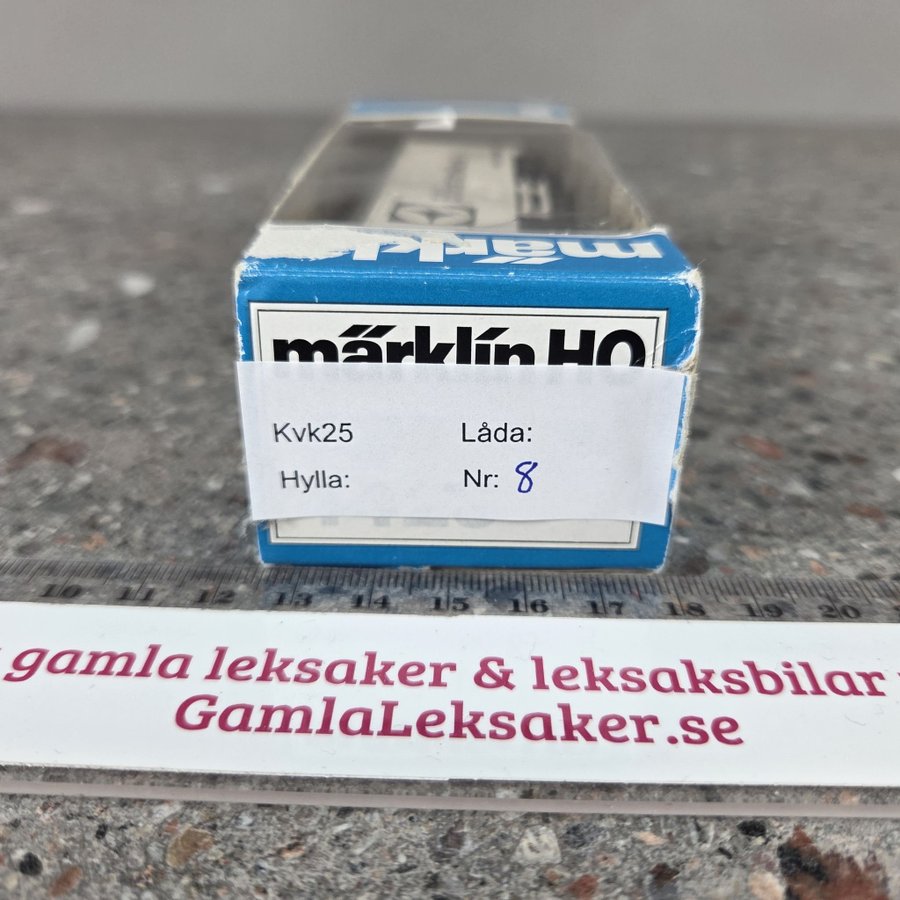 märklin
märklin HO
Kvk25 Låda:
Hylla: Nr: 8
10 11 12 13 14 15 16 17 18 19 20
gamla leksaker & leksaksbilar
GamlaLeksaker.se